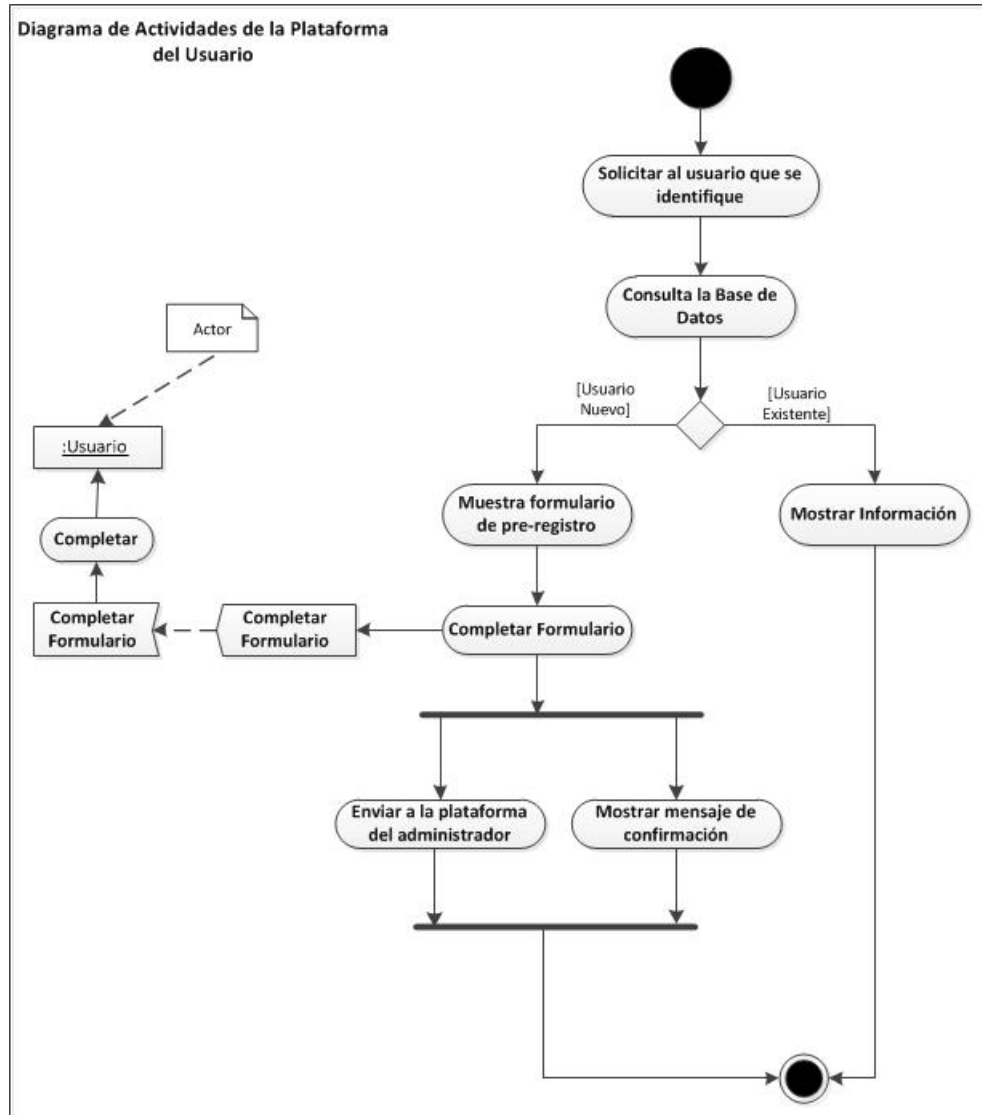 Diagrama de Actividades de la Plataforma
del Usuario
Solicitar al usuario que se
identifique
Consulta la Base de
Datos
Actor
[Usuario
Nuevo]
[Usuario
Existente]
:Usuario
Muestra formulario
de pre-registro
Mostrar Información
Completar
Completar
Formulario
Completar
Formulario
Completar Formulario
Enviar a la plataforma
del administrador
Mostrar mensaje de
confirmación